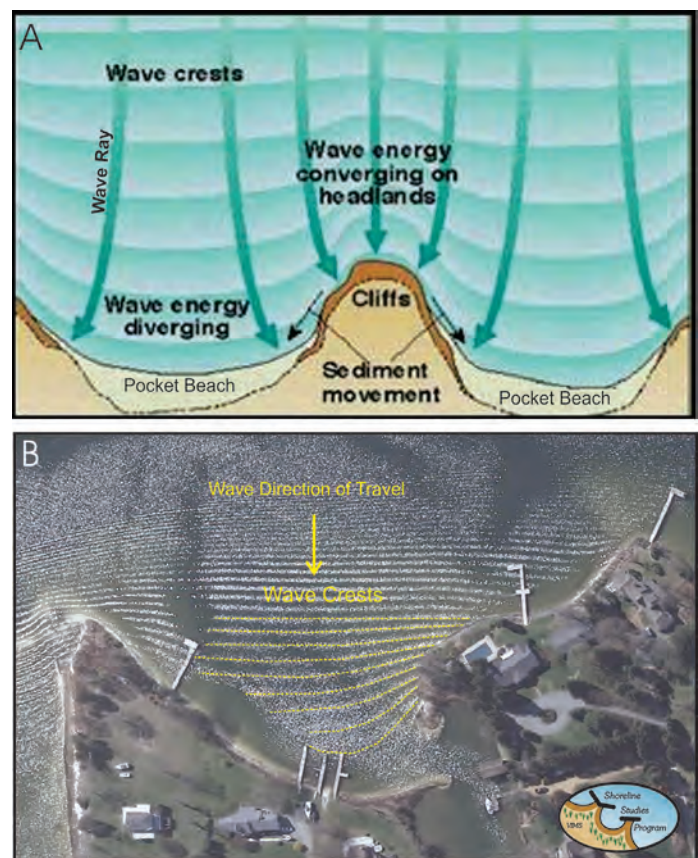 A
Wave crests
Wave Ray
Wave energy
converging on
headlands
Wave energy
diverging
Cliffs
Pocket Beach
Sediment
movement
Pocket Beach
B
Wave Direction of Travel
Wave Crests
Shoreline
Studies
Program
VIMS